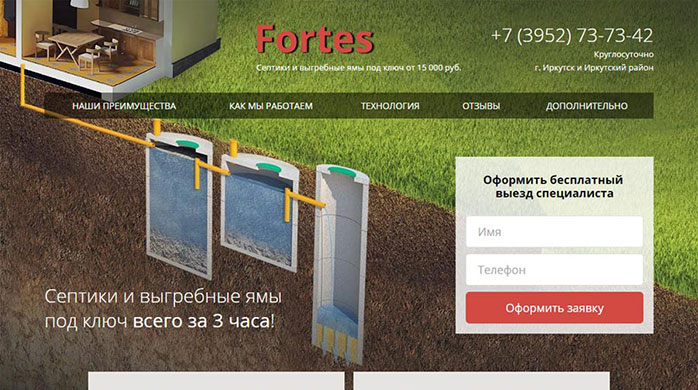 Fortes
Септики и выгребные ямы под ключ от 15 000 руб.
+7 (3952) 73-73-42
Круглосуточно
г. Иркутск и Иркутский район
НАШИ ПРЕИМУЩЕСТВА КАК МЫ РАБОТАЕМ ТЕХНОЛОГИЯ ОТЗЫВЫ ДОПОЛНИТЕЛЬНО
Септики и выгребные ямы
под ключ всего за 3 часа!
Оформить бесплатный
выезд специалиста
Имя
Телефон
Оформить заявку